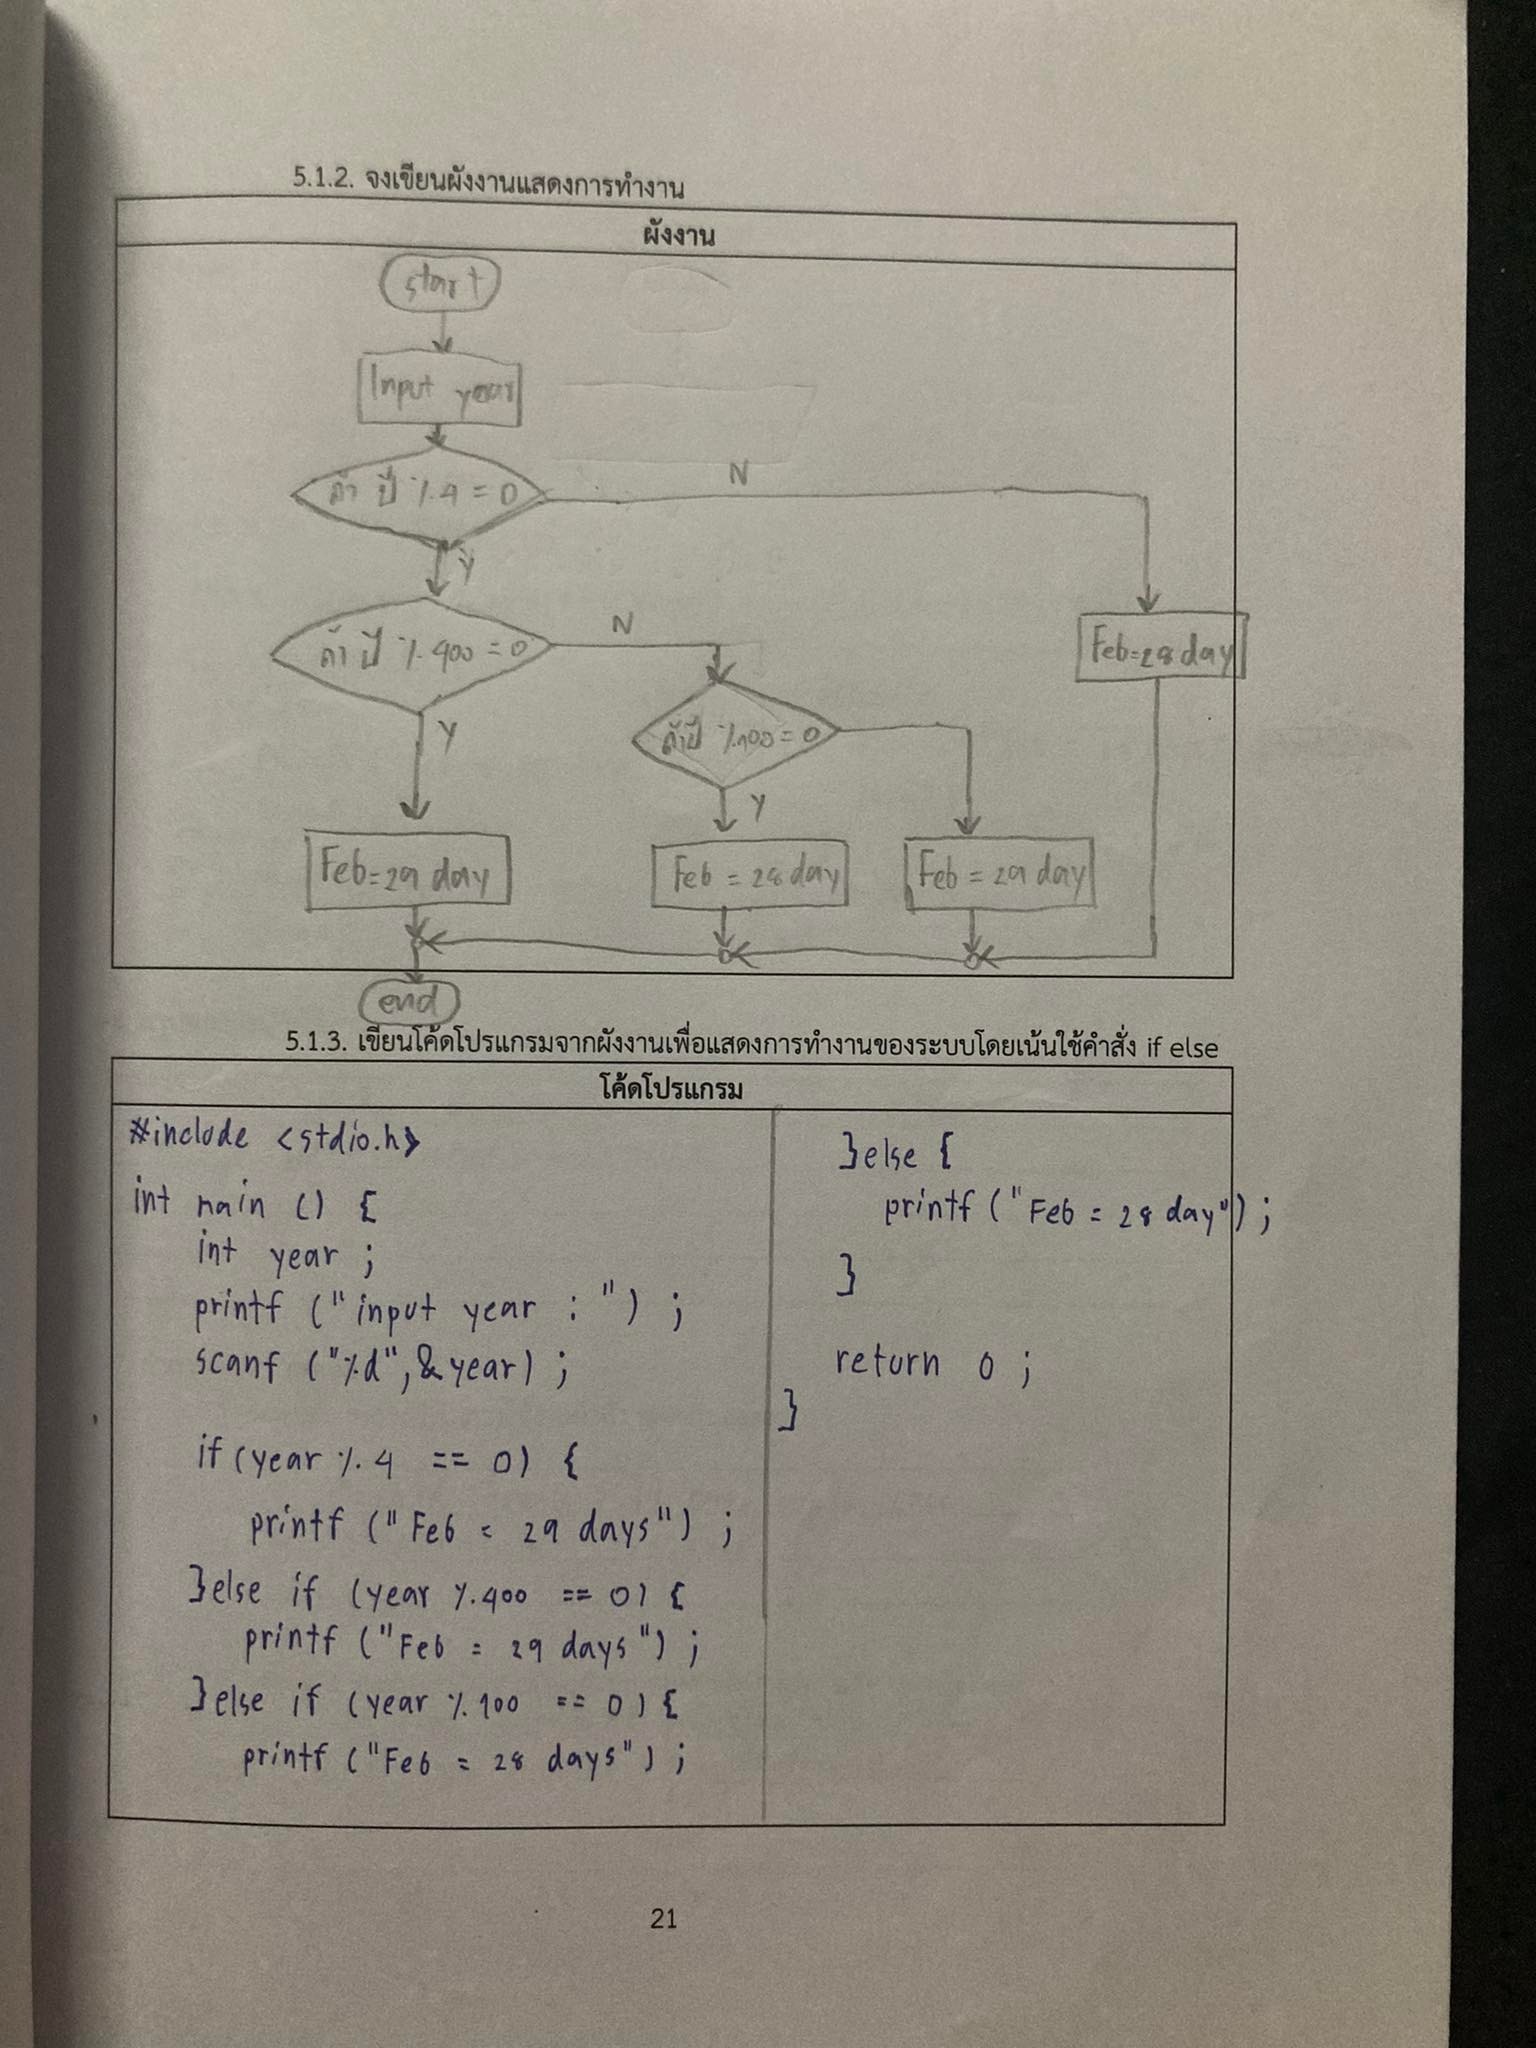 5.1.2. จงเขียนผังงานแสดงการทำงาน
ผังงาน
start
Input year
ถ้า ปี % 4 = 0
N
Y
ถ้า ปี % 400 = 0
N
Y
ถ้าปี % 100 = 0
Y
Feb = 28 day
Feb = 29 day
Feb = 28 day
Feb = 29 day
end
5.1.3. เขียนโค้ดโปรแกรมจากผังงานเพื่อแสดงการทำงานของระบบโดยเน้นใช้คำสั่ง if else
โค้ดโปรแกรม
#include <stdio.h>
int main () {
int year ;
printf ("input year : ") ;
scanf ("%d", &year) ;
if (year % 4 == 0) {
printf ("Feb = 29 days") ;
}else if (year % 400 == 0) {
printf ("Feb = 29 days") ;
}else if (year % 100 == 0) {
printf ("Feb = 28 days") ;
}else {
printf ("Feb = 28 day") ;
}
return 0 ;
}
21